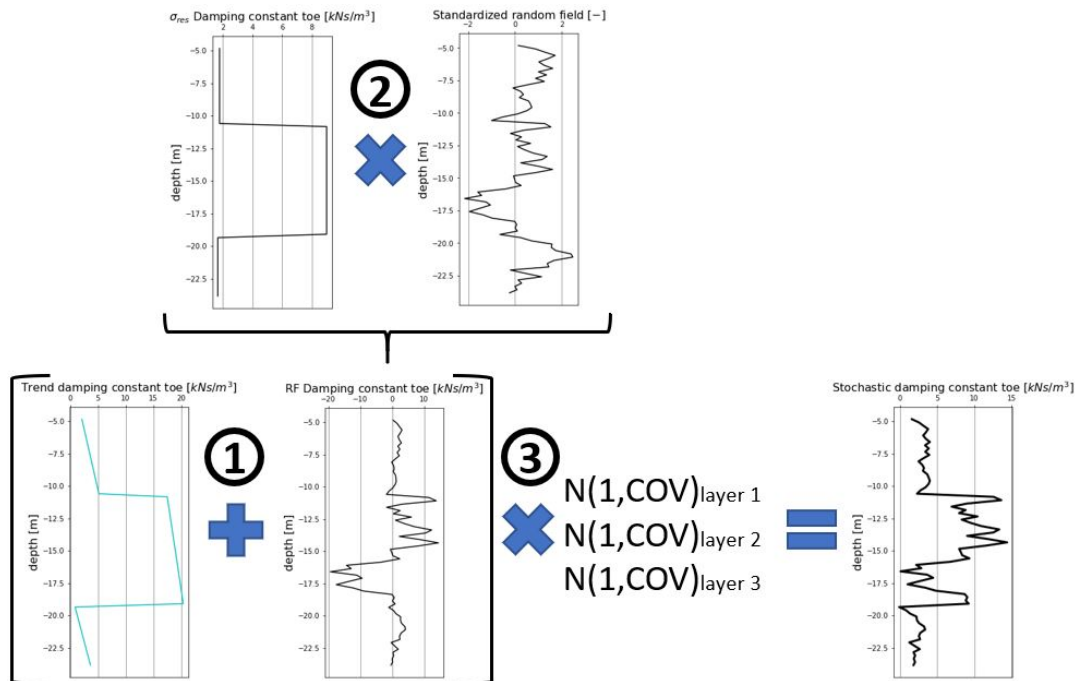 σres Damping constant toe [kNs/m³]
2 4 6 8
−5.0
−7.5
−10.0
−12.5
−15.0
−17.5
−20.0
−22.5
depth [m]
2
Standardized random field [−]
−2 0 2
−5.0
−7.5
−10.0
−12.5
−15.0
−17.5
−20.0
−22.5
depth [m]
Trend damping constant toe [kNs/m³]
0 5 10 15 20
−5.0
−7.5
−10.0
−12.5
−15.0
−17.5
−20.0
−22.5
depth [m]
1
RF Damping constant toe [kNs/m³]
−20 −10 0 10
−5.0
−7.5
−10.0
−12.5
−15.0
−17.5
−20.0
−22.5
depth [m]
3
N(1,COV)layer 1
N(1,COV)layer 2
N(1,COV)layer 3
Stochastic damping constant toe [kNs/m³]
0 5 10 15
−5.0
−7.5
−10.0
−12.5
−15.0
−17.5
−20.0
−22.5
depth [m]